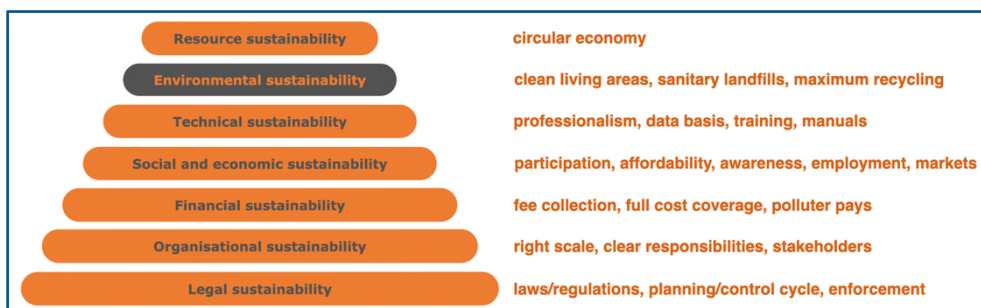 Resource sustainability circular economy
Environmental sustainability clean living areas, sanitary landfills, maximum recycling
Technical sustainability professionalism, data basis, training, manuals
Social and economic sustainability participation, affordability, awareness, employment, markets
Financial sustainability fee collection, full cost coverage, polluter pays
Organisational sustainability right scale, clear responsibilities, stakeholders
Legal sustainability laws/regulations, planning/control cycle, enforcement